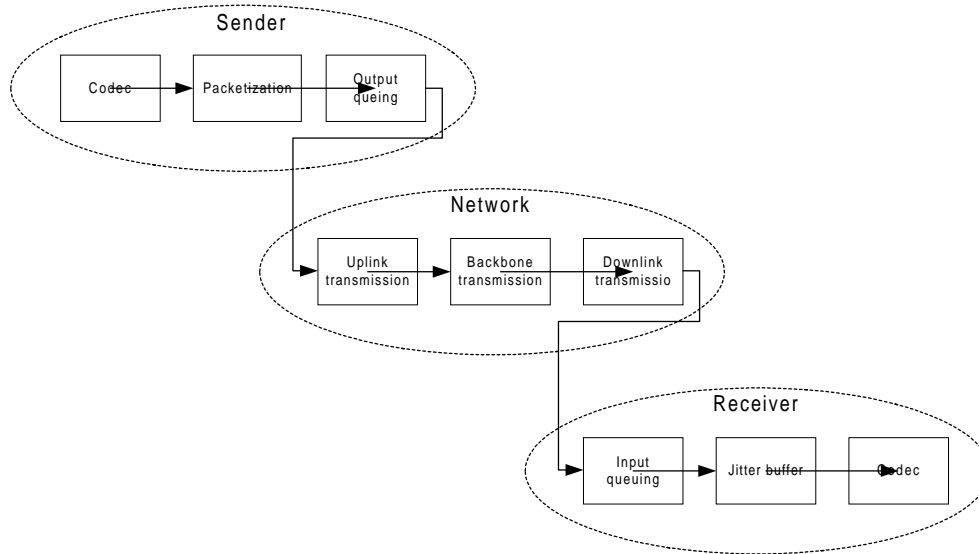 Sender
Codec
Packetization
Output
queing
Network
Uplink
transmission
Backbone
transmission
Downlink
transmissio
Receiver
Input
queuing
Jitter buffer
Codec